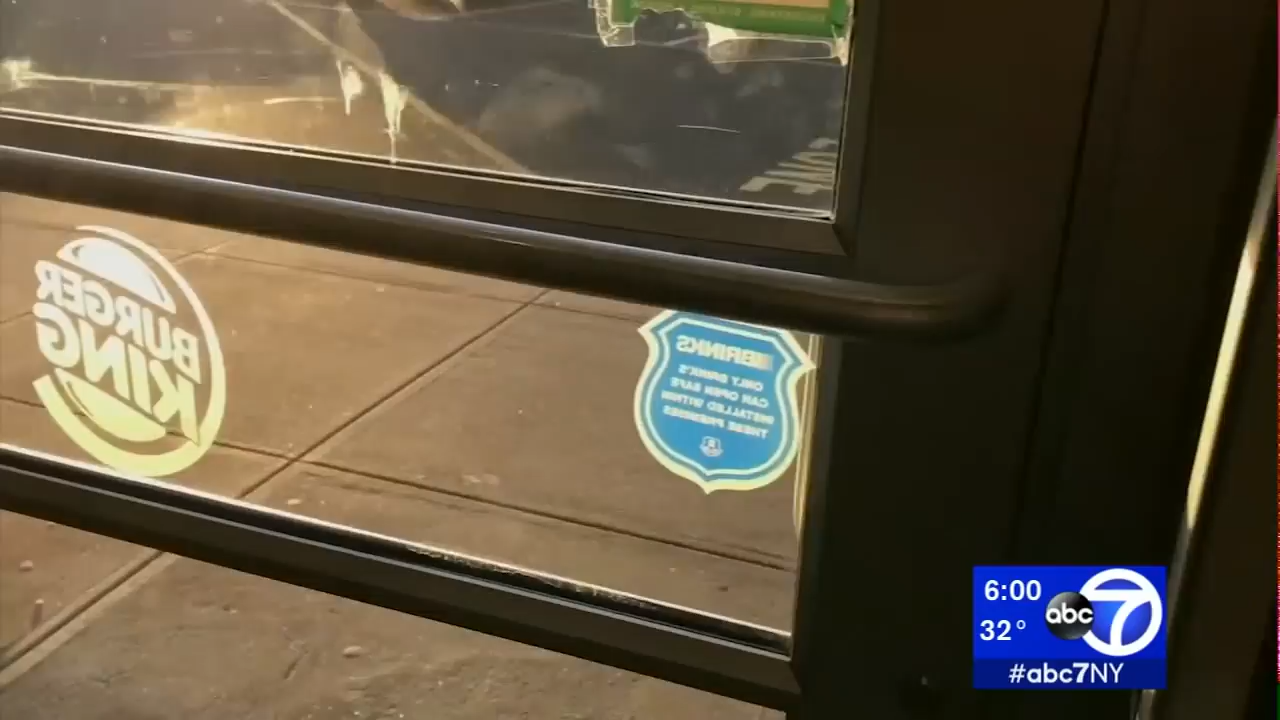 BURGER
KING
BRINKS
ONLY BRINK'S
CAN OPEN SAFE
INSTALLED WITHIN
THESE PREMISES
6:00
32°
abc 7
#abc7NY